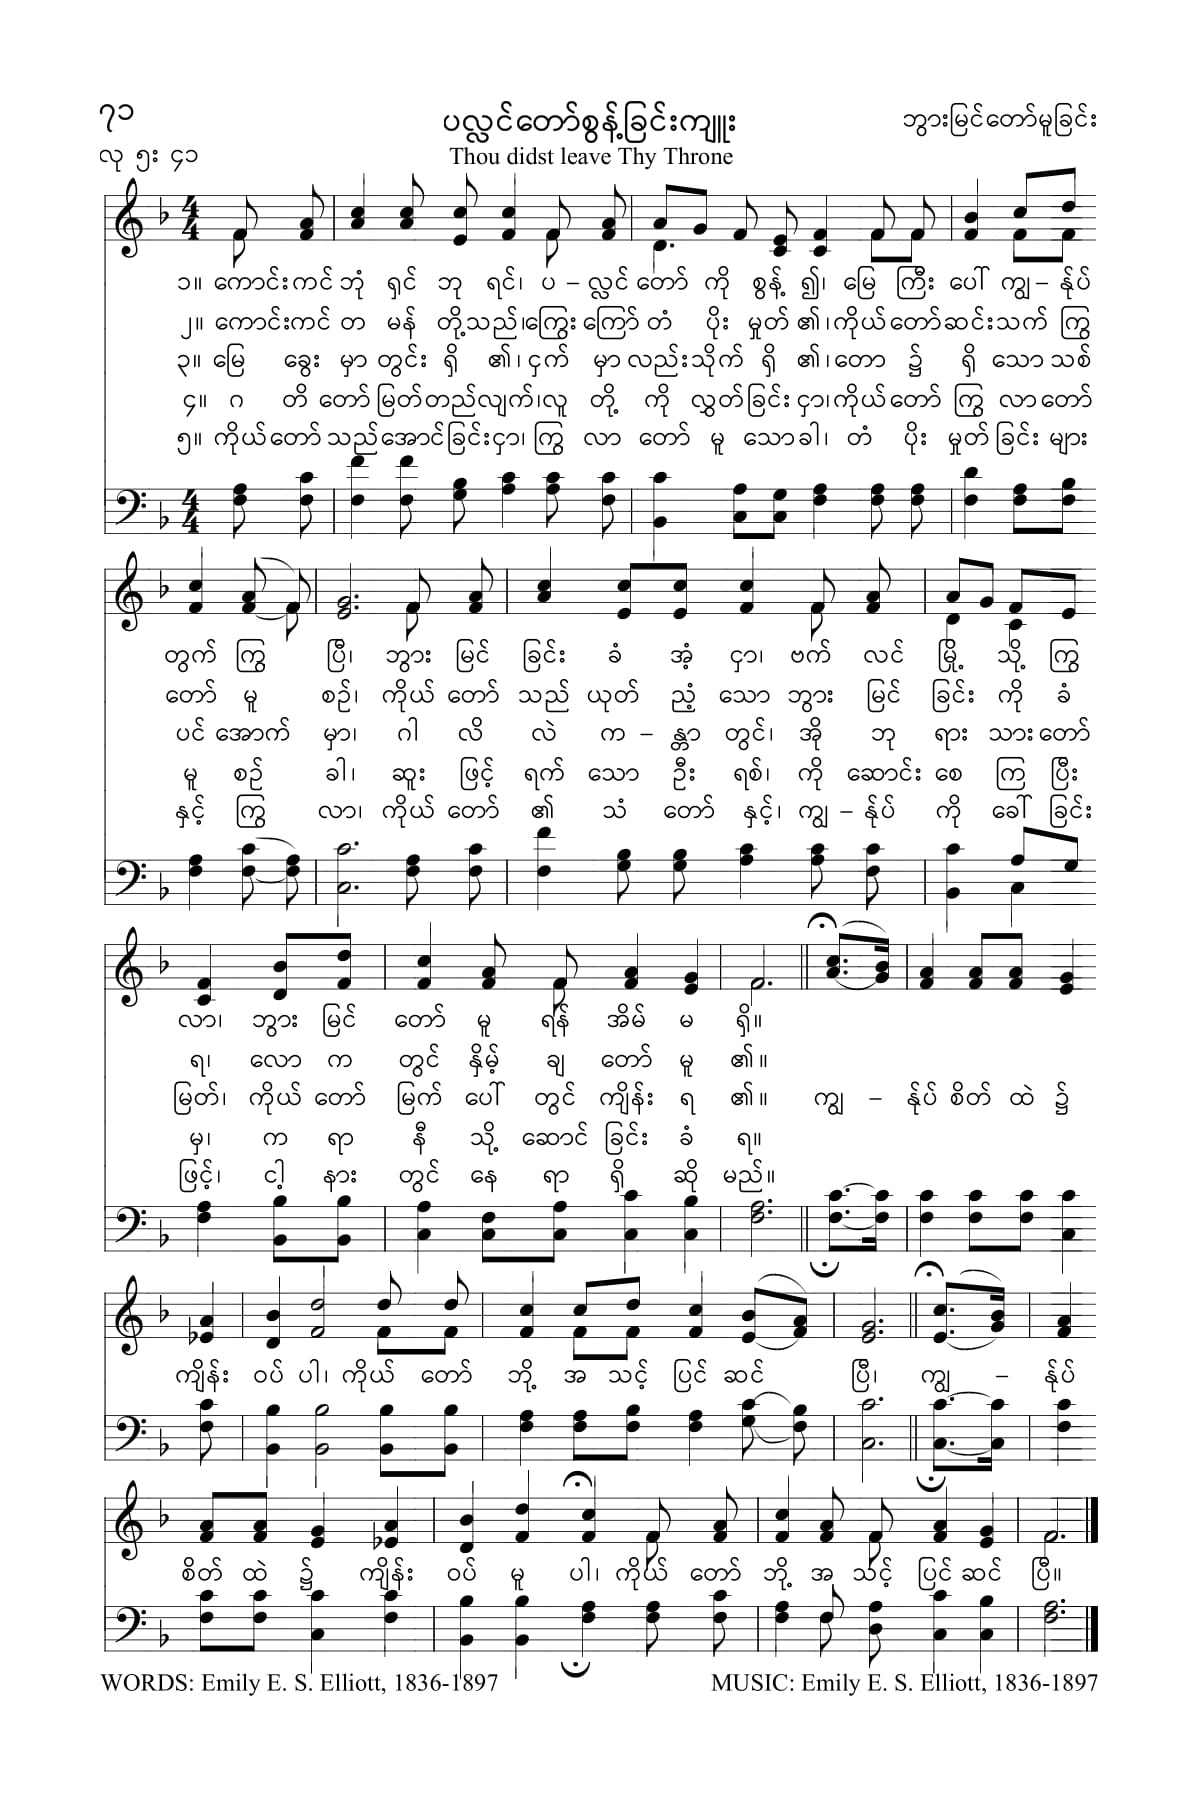 ၇၁
ပလ္လင်တော်စွန့်ခြင်းကျူး
ဘွားမြင်တော်မူခြင်း
လု ၅း ၄၁
Thou didst leave Thy Throne
၁။ ကောင်းကင် ဘုံ ရှင် ဘု ရင်၊ ပ – လ္လင် တော် ကို စွန့် ၍၊ မြေ ကြီး ပေါ် ကျွ – န်ုပ်
၂။ ကောင်းကင် တ မန် တို့သည်၊ကြွေး ကြော် တံ ပိုး မှုတ် ၏၊ကိုယ်တော်ဆင်းသက် ကြွ
၃။ မြေ ခွေး မှာ တွင်း ရှိ ၏၊ ငှက် မှာ လည်းသိုက် ရှိ ၏၊တော ၌ ရှိ သော သစ်
၄။ ဂ တိ တော် မြတ်တည်လျက်၊လူ တို့ ကို လွှတ်ခြင်း ငှာ၊ကိုယ်တော် ကြွ လာတော်
၅။ ကိုယ်တော် သည်အောင်ခြင်းငှာ၊ ကြွ လာ တော် မူ သောခါ၊ တံ ပိုး မှုတ် ခြင်း များ
4
4
တွက် ကြွ ပြီ၊ ဘွား မြင် ခြင်း ခံ အံ့ ငှာ၊ ဗက် လင် မြို့ သို့ ကြွ
တော် မူ စဉ်၊ ကိုယ် တော် သည် ယုတ် ညံ့ သော ဘွား မြင် ခြင်း ကို ခံ
ပင် အောက် မှာ၊ ဂါ လိ လဲ က – န္တာ တွင်၊ အို ဘု ရား သားတော်
မူ စဉ် ခါ၊ ဆူး ဖြင့် ရက် သော ဦး ရစ်၊ ကို ဆောင်း စေ ကြ ပြီး
နှင့် ကြွ လာ၊ ကိုယ် တော် ၏ သံ တော် နှင့်၊ ကျွ – န်ုပ် ကို ခေါ် ခြင်း
လာ၊ ဘွား မြင် တော် မူ ရန် အိမ် မ ရှိ။
ရ၊ လော က တွင် နှိမ့် ချ တော် မူ ၏။
မြတ်၊ ကိုယ် တော် မြက် ပေါ် တွင် ကျိန်း ရ ၏။ ကျွ – န်ုပ် စိတ် ထဲ ၌
မှ၊ က ရာ နီ သို့ ဆောင် ခြင်း ခံ ရ။
ဖြင့်၊ ငါ့ နား တွင် နေ ရာ ရှိ ဆို မည်။
ကျိန်း ဝပ် ပါ၊ ကိုယ် တော် ဘို့ အ သင့် ပြင် ဆင် ပြီ၊ ကျွ – န်ုပ်
စိတ် ထဲ ၌ ကျိန်း ဝပ် မူ ပါ၊ ကိုယ် တော် ဘို့ အ သင့် ပြင် ဆင် ပြီ။
WORDS: Emily E. S. Elliott, 1836-1897
MUSIC: Emily E. S. Elliott, 1836-1897